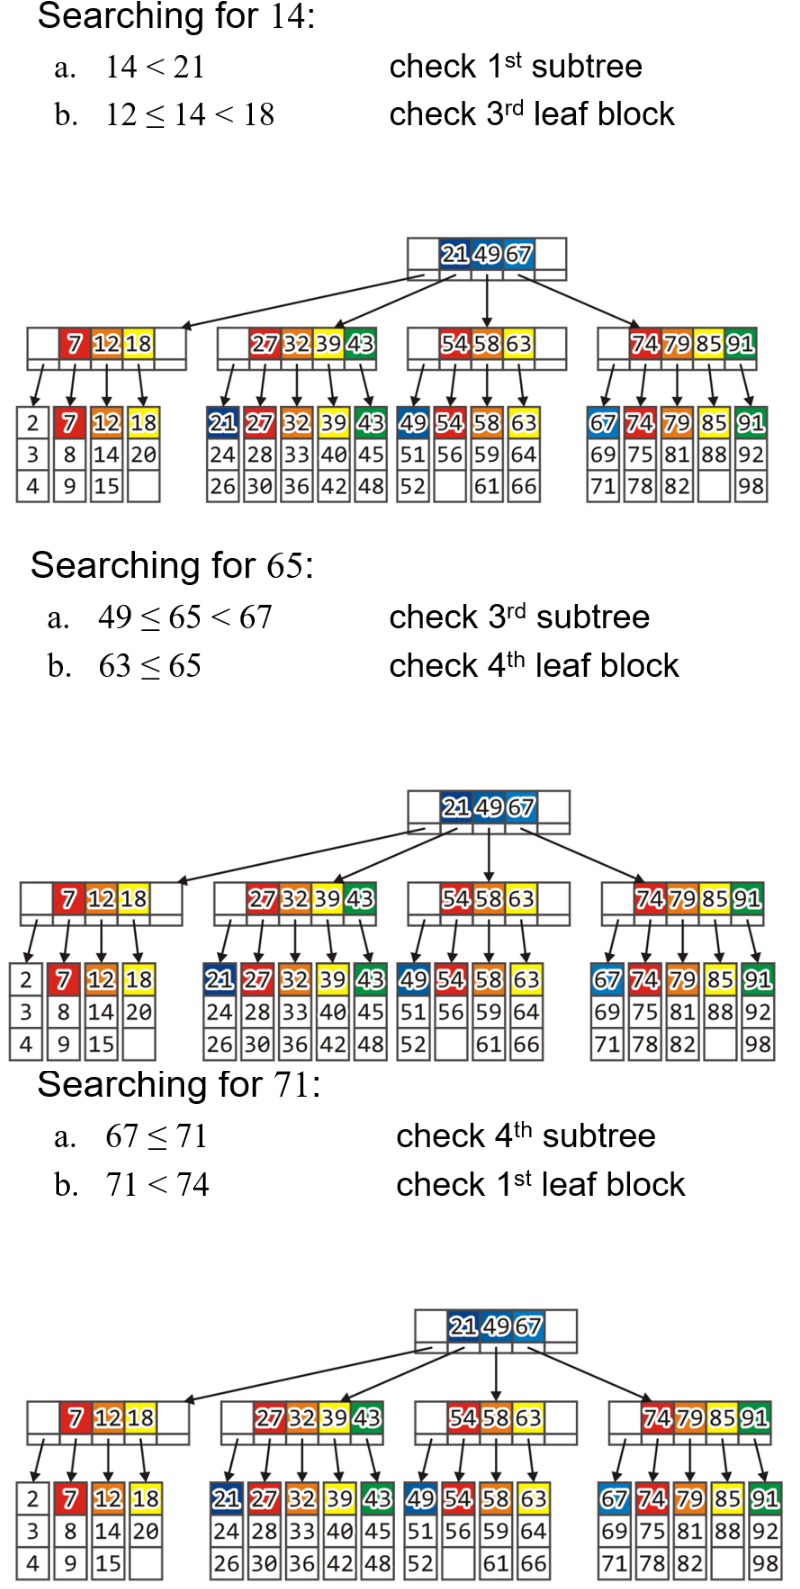 Searching for 14:
a. 14 < 21 check 1st subtree
b. 12 ≤ 14 < 18 check 3rd leaf block
21 49 67
7 12 18 27 32 39 43 54 58 63 74 79 85 91
2 7 12 18 21 27 32 39 43 49 54 58 63 67 74 79 85 91
3 8 14 20 24 28 33 40 45 51 56 59 64 69 75 81 88 92
4 9 15 26 30 36 42 48 52 61 66 71 78 82 98
Searching for 65:
a. 49 ≤ 65 < 67 check 3rd subtree
b. 63 ≤ 65 check 4th leaf block
21 49 67
7 12 18 27 32 39 43 54 58 63 74 79 85 91
2 7 12 18 21 27 32 39 43 49 54 58 63 67 74 79 85 91
3 8 14 20 24 28 33 40 45 51 56 59 64 69 75 81 88 92
4 9 15 26 30 36 42 48 52 61 66 71 78 82 98
Searching for 71:
a. 67 ≤ 71 check 4th subtree
b. 71 < 74 check 1st leaf block
21 49 67
7 12 18 27 32 39 43 54 58 63 74 79 85 91
2 7 12 18 21 27 32 39 43 49 54 58 63 67 74 79 85 91
3 8 14 20 24 28 33 40 45 51 56 59 64 69 75 81 88 92
4 9 15 26 30 36 42 48 52 61 66 71 78 82 98